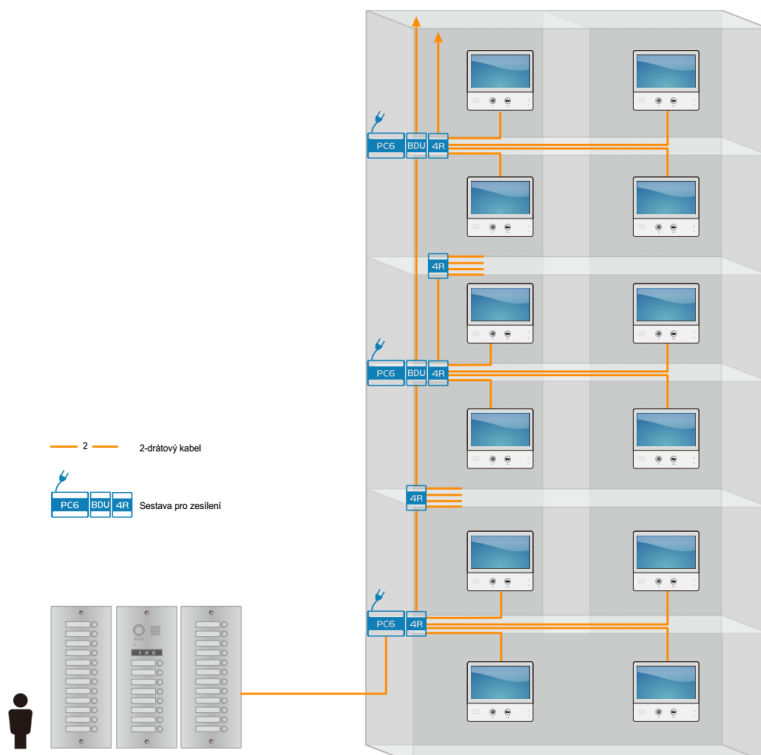 PC6 BDU 4R
4R
PC6 BDU 4R
2 2-drátový kabel
4R
PC6 BDU 4R Sestava pro zesílení
PC6 4R